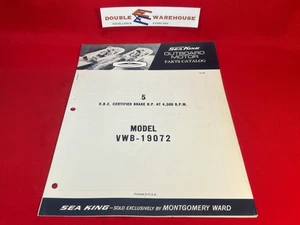 DOUBLE WAREHOUSE
SEA KING
OUTBOARD
MOTOR
PARTS CATALOG
5
O.B.C. CERTIFIED BRAKE H.P. AT 4,500 R.P.M.
MODEL
VWB-19072
SEA KING—SOLD EXCLUSIVELY BY MONTGOMERY WARD